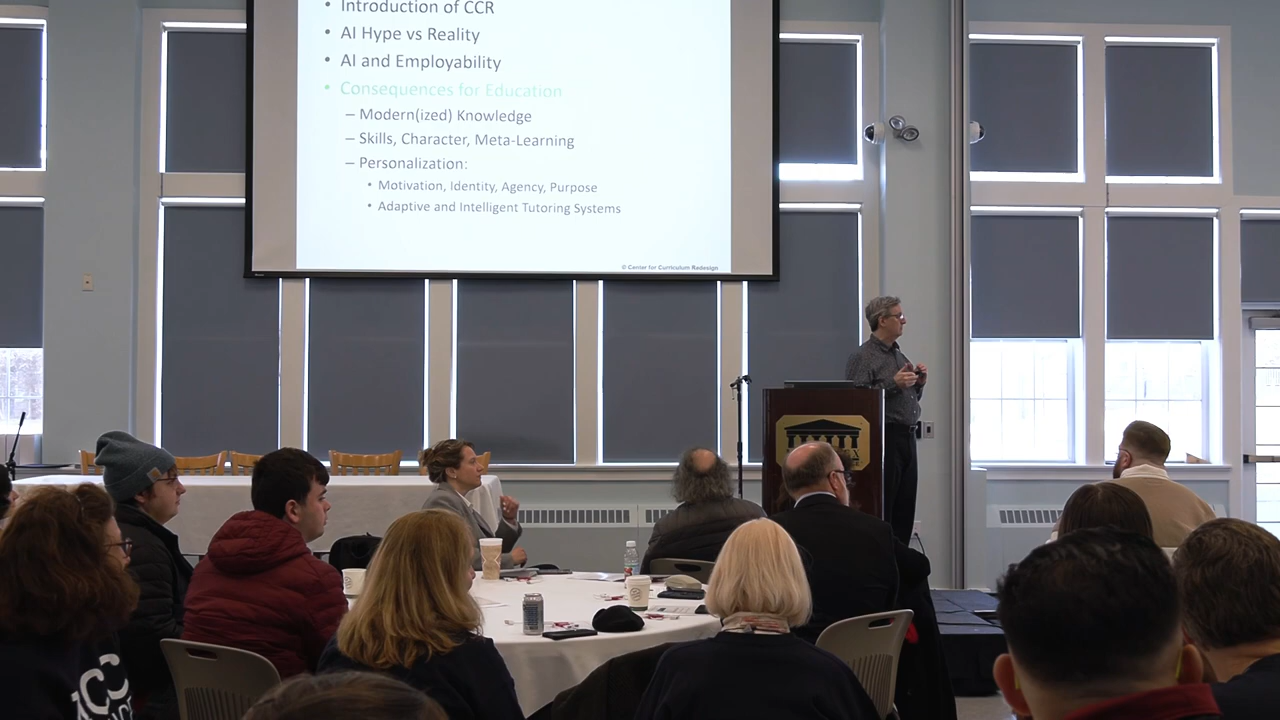 • Introduction of CCR
• AI Hype vs Reality
• AI and Employability
• Consequences for Education
– Modern(ized) Knowledge
– Skills, Character, Meta-Learning
– Personalization:
• Motivation, Identity, Agency, Purpose
• Adaptive and Intelligent Tutoring Systems
© Center for Curriculum Redesign